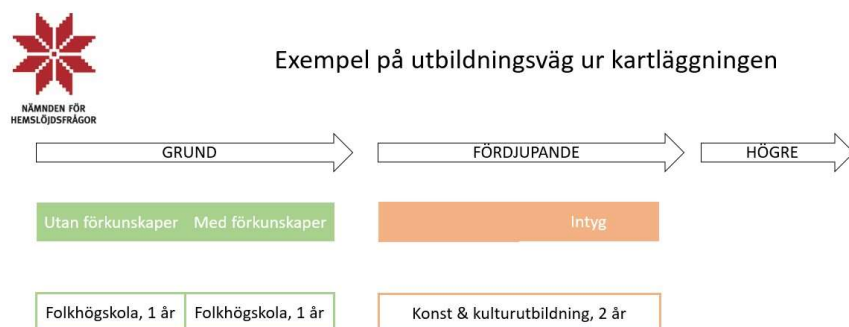 Exempel på utbildningsväg ur kartläggningen
NÄMNDEN FÖR
HEMSLÖJDSFRÅGOR
GRUND
FÖRDJUPANDE
HÖGRE
Utan förkunskaper
Med förkunskaper
Intyg
Folkhögskola, 1 år
Folkhögskola, 1 år
Konst & kulturutbildning, 2 år